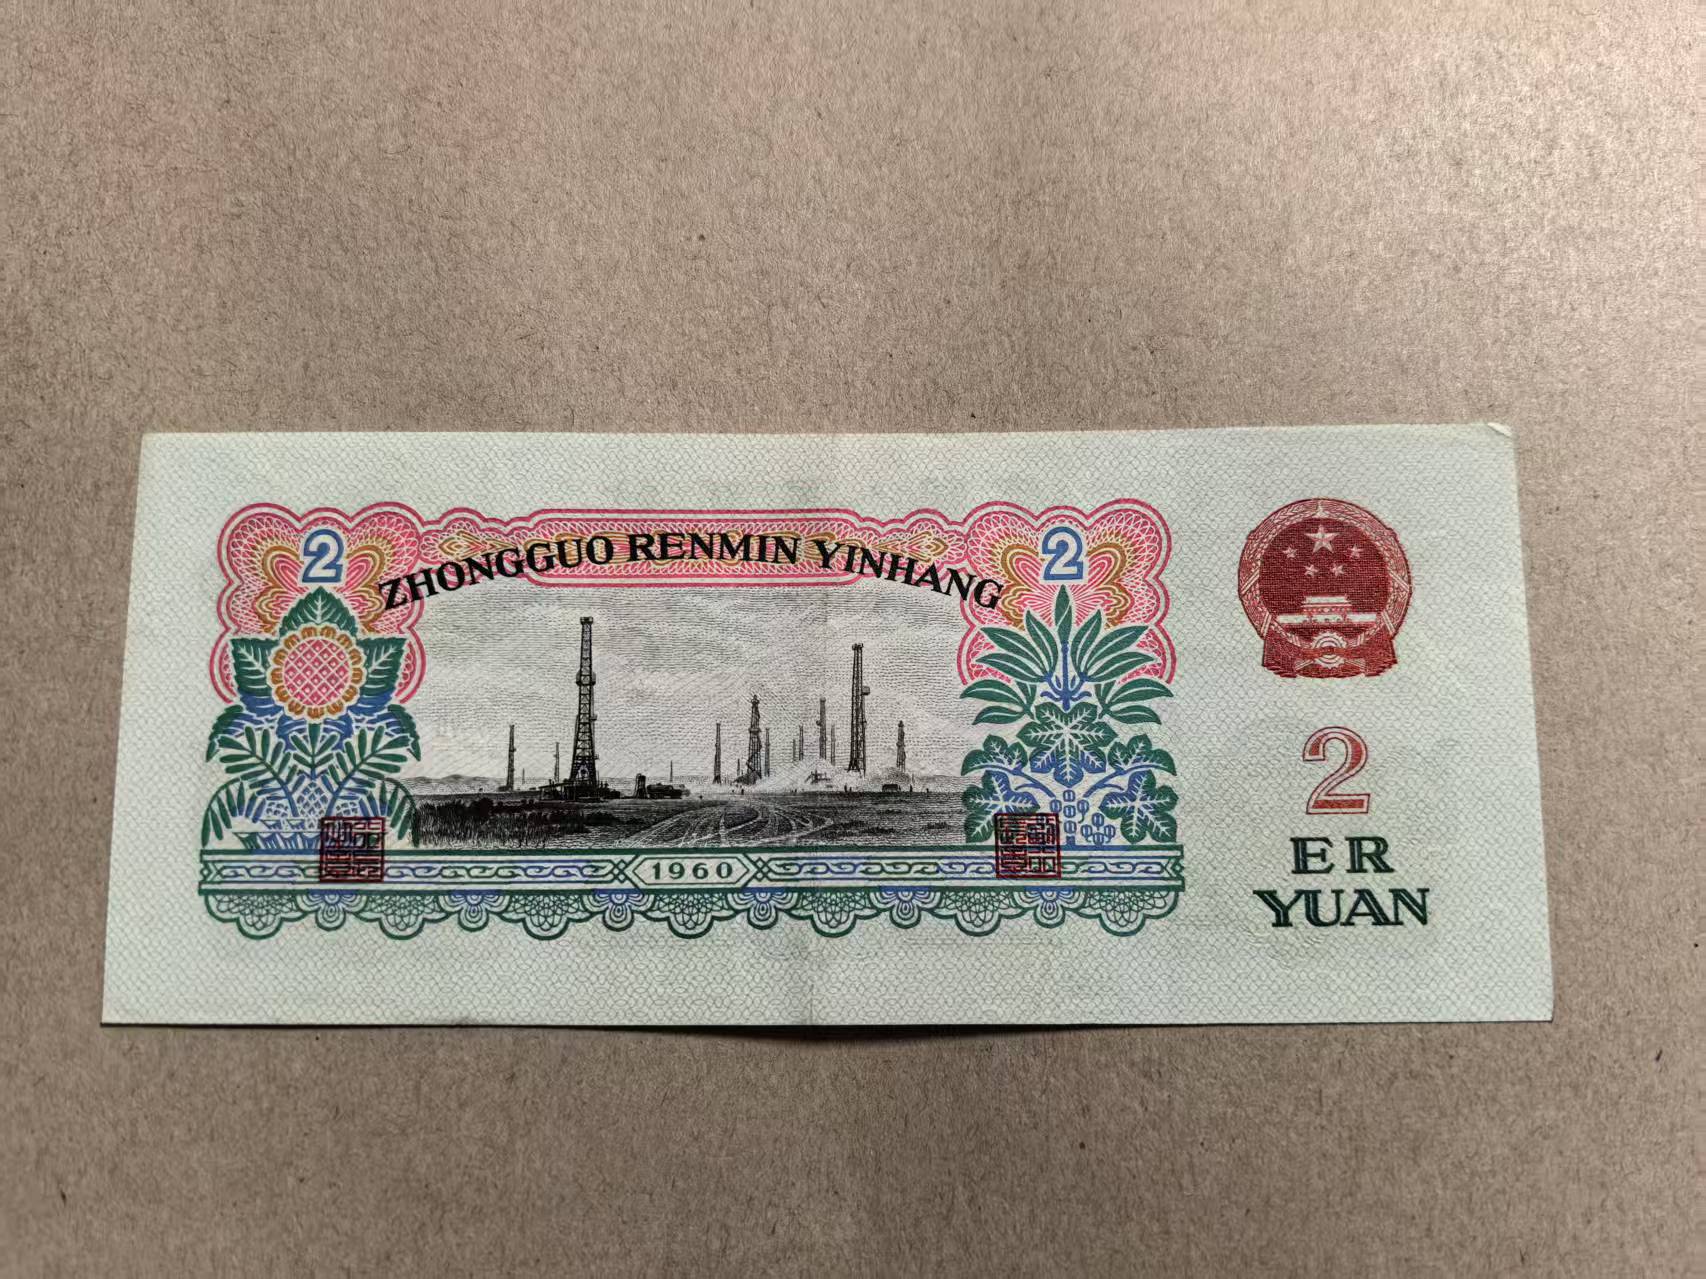 2
ZHONGGUO RENMIN YINHANG
2
1960
2
ER
YUAN